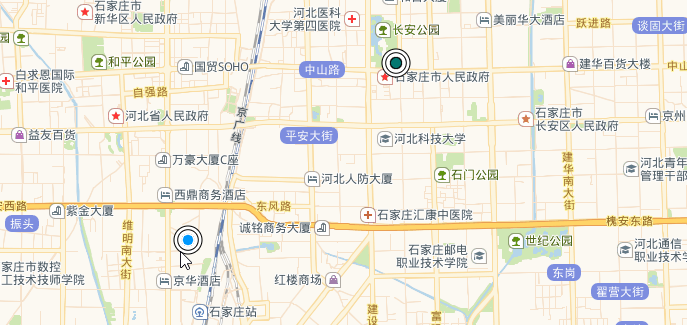 石家庄市
新华区人民政府
河北医科
大学第四医院
长安公园
美丽华大酒店
跃进路
谈固大街
公园
和平公园
国贸SOHO
中山路
石家庄市人民政府
建华百货大楼
白求恩国际
和平医院
自强路
京广线
河北省人民政府
石家庄市
长安区人民政府
京州
益友百货
平安大街
河北科技大学
万豪大厦C座
建华南大街
河北青年
管理干部
河北人防大厦
石门公园
西鼎商务酒店
东风路
紫金大厦
石家庄汇康中医院
振头
维明南大街
诚铭商务大厦
槐安东路
世纪公园
石家庄邮电
职业技术学院
河北通信
职业技术
家庄市数控
工技术技师学院
京华酒店
红楼商场
东岗
翟营大街
石家庄站
建设
富